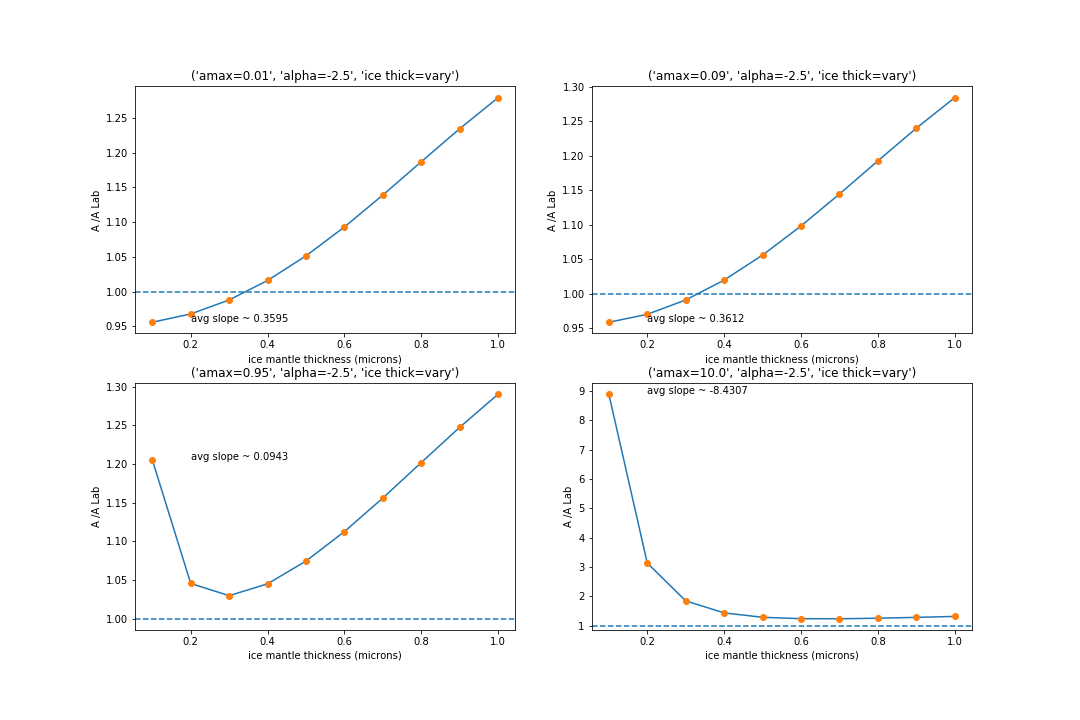 ('amax=0.01', 'alpha=-2.5', 'ice thick=vary')
1.25
1.20
1.15
1.10
1.05
1.00
0.95
A /A Lab
avg slope ~ 0.3595
0.2 0.4 0.6 0.8 1.0
ice mantle thickness (microns)
('amax=0.09', 'alpha=-2.5', 'ice thick=vary')
1.30
1.25
1.20
1.15
1.10
1.05
1.00
0.95
A /A Lab
avg slope ~ 0.3612
0.2 0.4 0.6 0.8 1.0
ice mantle thickness (microns)
('amax=0.95', 'alpha=-2.5', 'ice thick=vary')
1.30
1.25
1.20
1.15
1.10
1.05
1.00
A /A Lab
avg slope ~ 0.0943
0.2 0.4 0.6 0.8 1.0
ice mantle thickness (microns)
('amax=10.0', 'alpha=-2.5', 'ice thick=vary')
9
8
7
6
5
4
3
2
1
A /A Lab
avg slope ~ -8.4307
0.2 0.4 0.6 0.8 1.0
ice mantle thickness (microns)